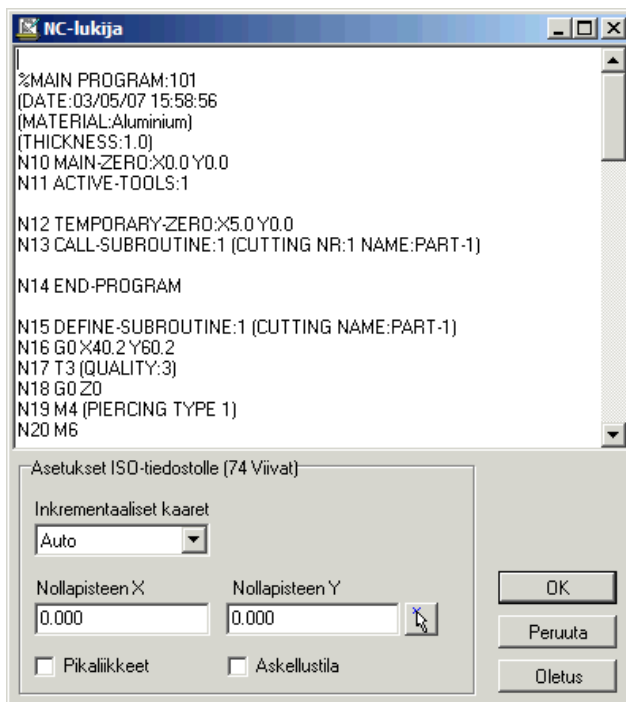 NC-lukija
%MAIN PROGRAM:101
(DATE:03/05/07 15:58:56
(MATERIAL:Aluminium)
(THICKNESS:1.0)
N10 MAIN-ZERO:X0.0 Y0.0
N11 ACTIVE-TOOLS:1
N12 TEMPORARY-ZERO:X5.0 Y0.0
N13 CALL-SUBROUTINE:1 (CUTTING NR:1 NAME:PART-1)
N14 END-PROGRAM
N15 DEFINE-SUBROUTINE:1 (CUTTING NAME:PART-1)
N16 G0 X40.2 Y60.2
N17 T3 (QUALITY:3)
N18 G0 Z0
N19 M4 (PIERCING TYPE 1)
N20 M6
Asetukset ISO-tiedostolle (74 Viivat)
Inkrementaaliset kaaret
Auto
Nollapisteen X Nollapisteen Y
0.000 0.000
Pikaliikkeet Askellustila
OK
Peruuta
Oletus